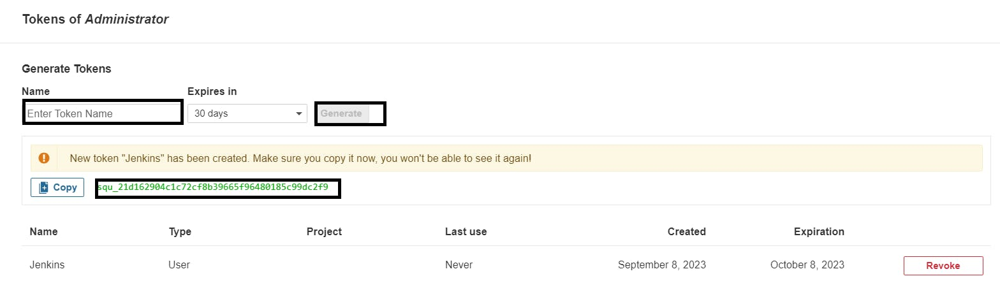 Tokens of Administrator
Generate Tokens
Name Expires in
Enter Token Name 30 days Generate
New token "Jenkins" has been created. Make sure you copy it now, you won't be able to see it again!
Copy squ_21d162904c1c72cf8b39665f96480185c99dc2f9
Name Type Project Last use Created Expiration
Jenkins User Never September 8, 2023 October 8, 2023 Revoke